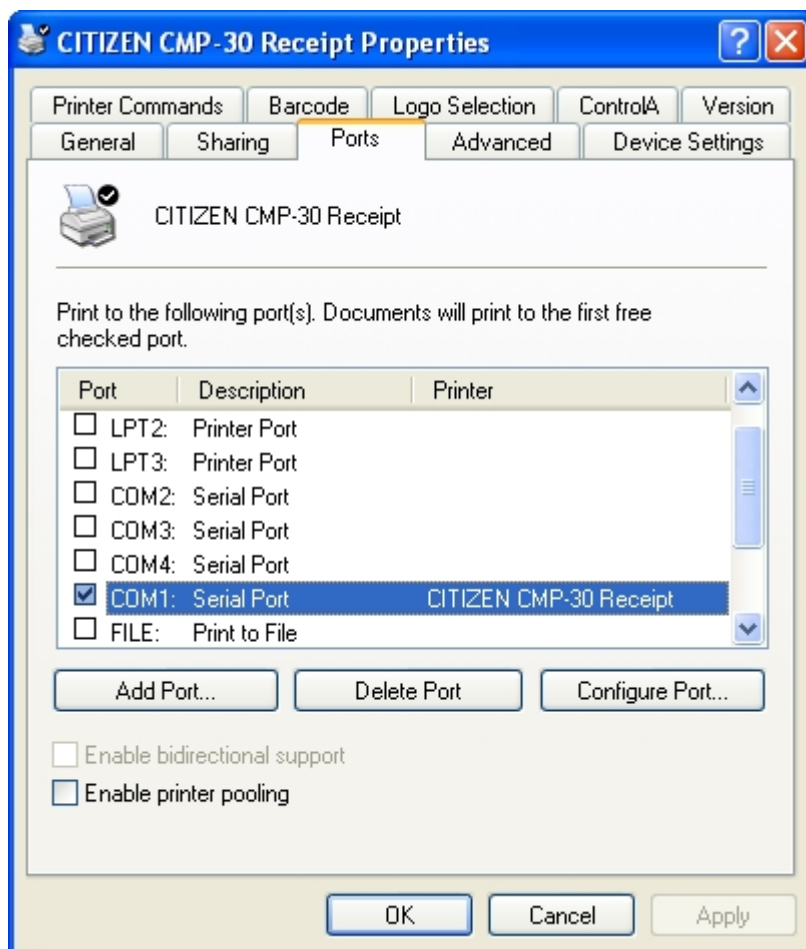 CITIZEN CMP-30 Receipt Properties
Printer Commands Barcode Logo Selection ControlA Version
General Sharing Ports Advanced Device Settings
CITIZEN CMP-30 Receipt
Print to the following port(s). Documents will print to the first free
checked port.
Port Description Printer
LPT2: Printer Port
LPT3: Printer Port
COM2: Serial Port
COM3: Serial Port
COM4: Serial Port
COM1: Serial Port CITIZEN CMP-30 Receipt
FILE: Print to File
Add Port... Delete Port Configure Port...
Enable bidirectional support
Enable printer pooling
OK Cancel Apply